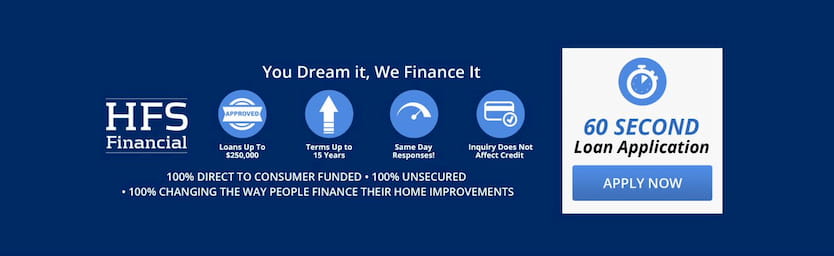 You Dream it, We Finance It
HFS
Financial
APPROVED
Loans Up To
$250,000
Terms Up to
15 Years
Same Day
Responses!
Inquiry Does Not
Affect Credit
100% DIRECT TO CONSUMER FUNDED • 100% UNSECURED
• 100% CHANGING THE WAY PEOPLE FINANCE THEIR HOME IMPROVEMENTS
60 SECOND
Loan Application
APPLY NOW